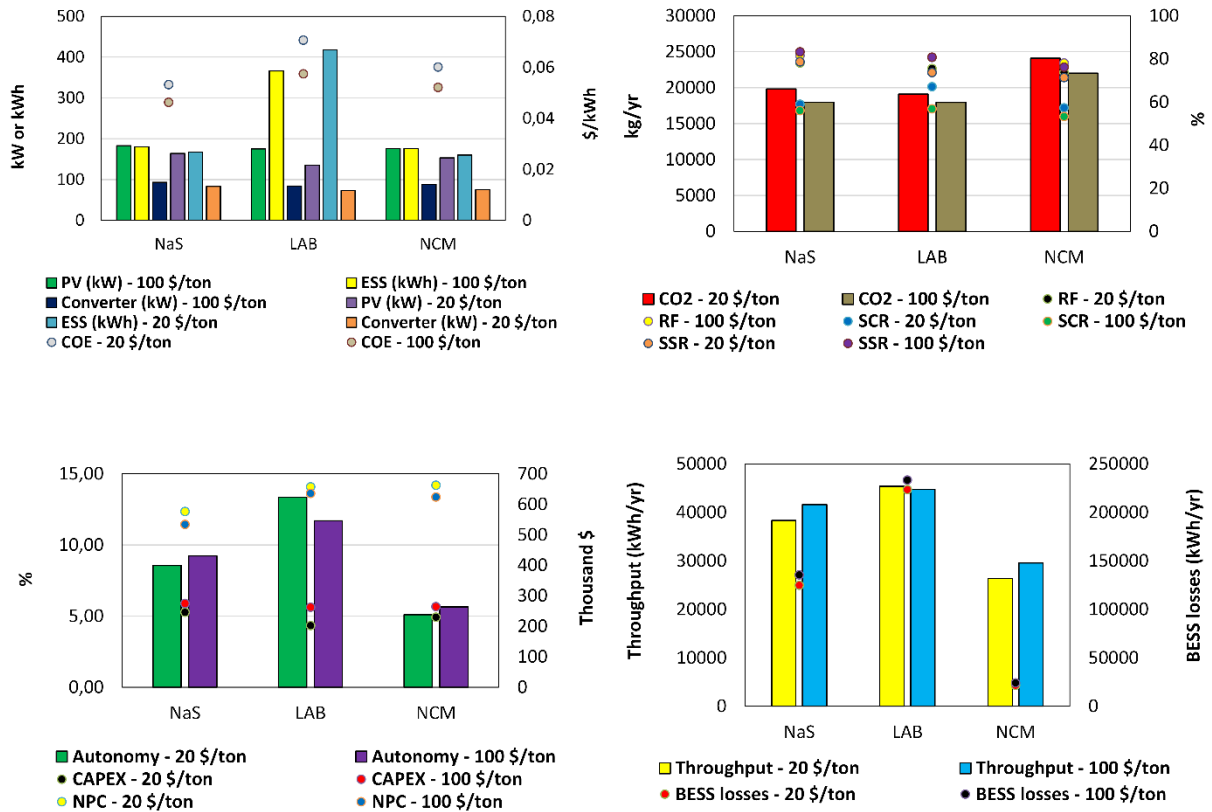 500
400
300
200
100
0
kW or kWh
0,08
0,06
0,04
0,02
0
$/kWh
NaS LAB NCM
PV (kW) - 100 $/ton ESS (kWh) - 100 $/ton
Converter (kW) - 100 $/ton PV (kW) - 20 $/ton
ESS (kWh) - 20 $/ton Converter (kW) - 20 $/ton
COE - 20 $/ton COE - 100 $/ton
30000
25000
20000
15000
10000
5000
0
kg/yr
100
80
60
40
20
0
%
NaS LAB NCM
CO2 - 20 $/ton CO2 - 100 $/ton RF - 20 $/ton
RF - 100 $/ton SCR - 20 $/ton SCR - 100 $/ton
SSR - 20 $/ton SSR - 100 $/ton
15,00
10,00
5,00
0,00
%
700
600
500
400
300
200
100
0
Thousand $
NaS LAB NCM
Autonomy - 20 $/ton Autonomy - 100 $/ton
CAPEX - 20 $/ton CAPEX - 100 $/ton
NPC - 20 $/ton NPC - 100 $/ton
50000
40000
30000
20000
10000
0
Throughput (kWh/yr)
250000
200000
150000
100000
50000
0
BESS losses (kWh/yr)
NaS LAB NCM
Throughput - 20 $/ton Throughput - 100 $/ton
BESS losses - 20 $/ton BESS losses - 100 $/ton